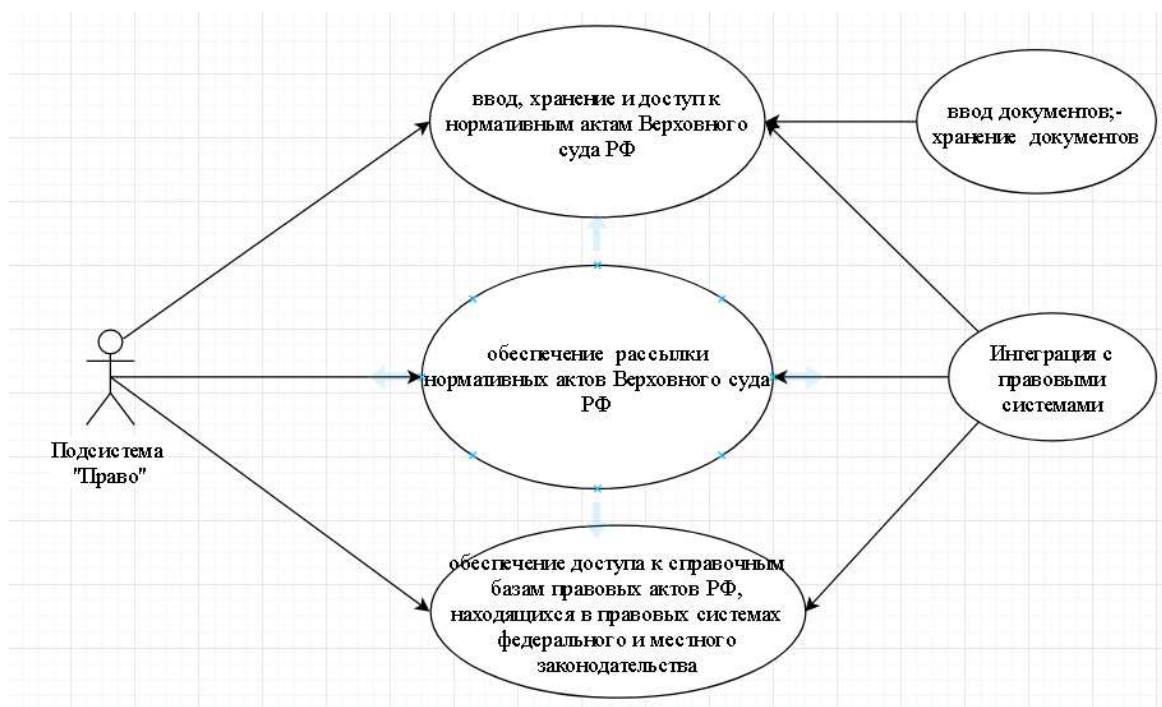 ввод, хранение и доступ к
нормативным актам Верховного
суда РФ
ввод документов;-
хранение документов
обеспечение рассылки
нормативных актов Верховного суда
РФ
Интеграция с
правовыми
системами
Подсистема
"Право"
обеспечение доступа к справочным
базам правовых актов РФ,
находящихся в правовых системах
федерального и местного
законодательства